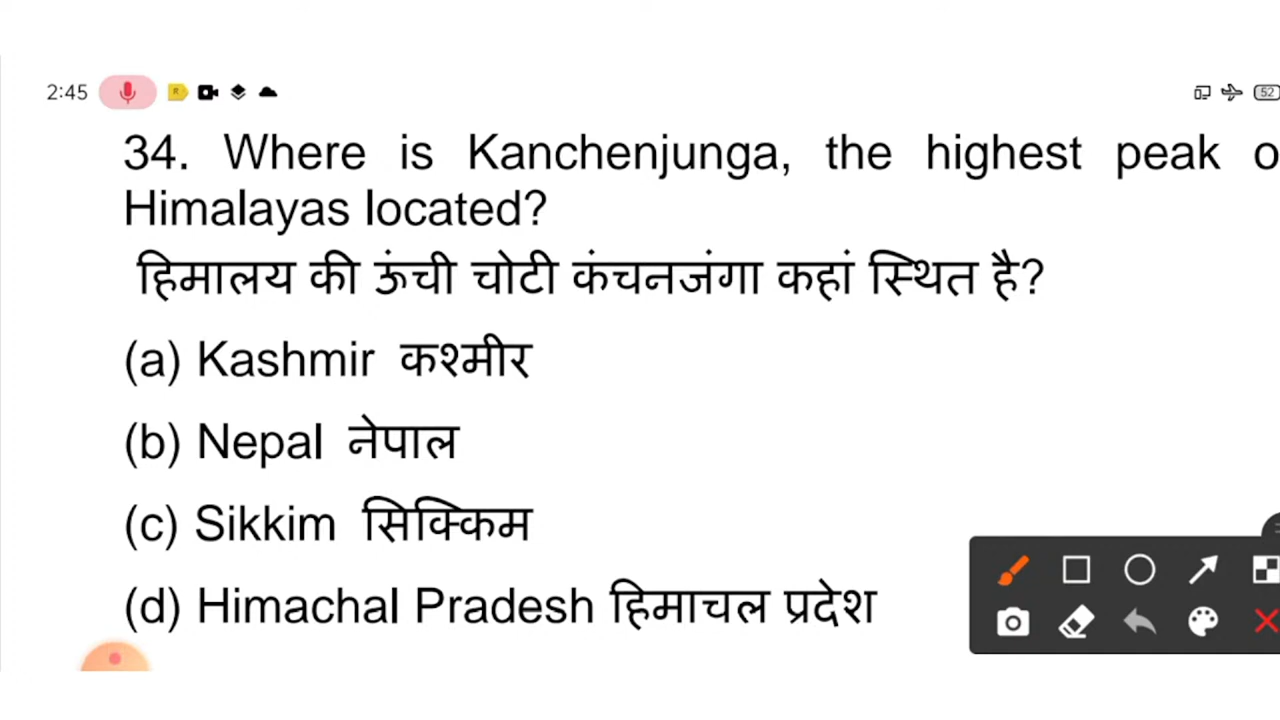 2:45 R 52
34. Where is Kanchenjunga, the highest peak o
Himalayas located?
हिमालय की ऊंची चोटी कंचनजंगा कहां स्थित है?
(a) Kashmir कश्मीर
(b) Nepal नेपाल
(c) Sikkim सिक्किम
(d) Himachal Pradesh हिमाचल प्रदेश